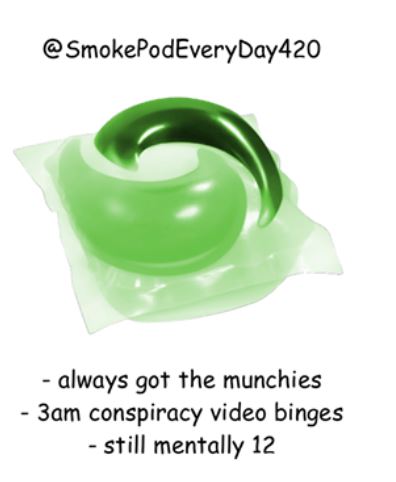 @SmokePodEveryDay420
- always got the munchies
- 3am conspiracy video binges
- still mentally 12